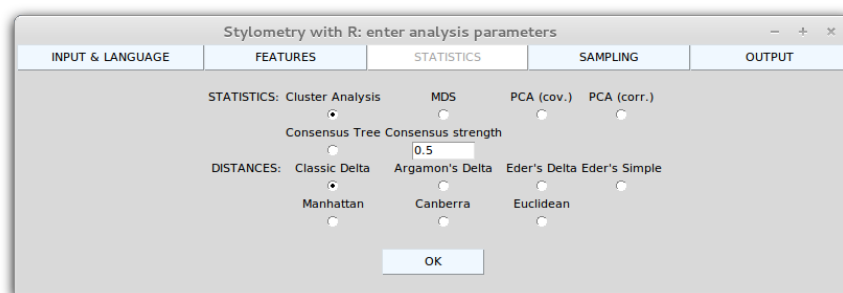 Stylometry with R: enter analysis parameters
INPUT & LANGUAGE FEATURES STATISTICS SAMPLING OUTPUT
STATISTICS: Cluster Analysis MDS PCA (cov.) PCA (corr.)
Consensus Tree Consensus strength
0.5
DISTANCES: Classic Delta Argamon's Delta Eder's Delta Eder's Simple
Manhattan Canberra Euclidean
OK